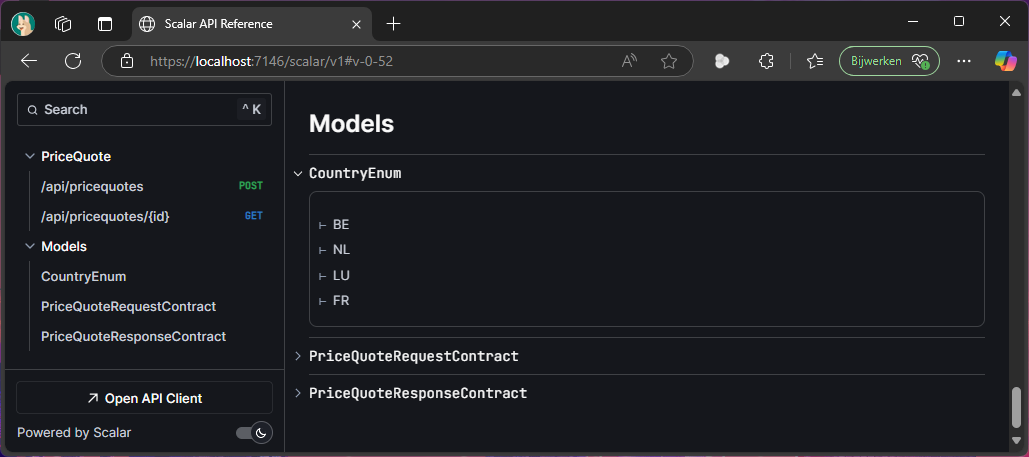 Scalar API Reference
https://localhost:7146/scalar/v1#v-0-52
A
Bijwerken
Search
^ K
PriceQuote
/api/pricequotes
POST
/api/pricequotes/{id}
GET
Models
CountryEnum
PriceQuoteRequestContract
PriceQuoteResponseContract
Open API Client
Powered by Scalar
Models
CountryEnum
BE
NL
LU
FR
PriceQuoteRequestContract
PriceQuoteResponseContract